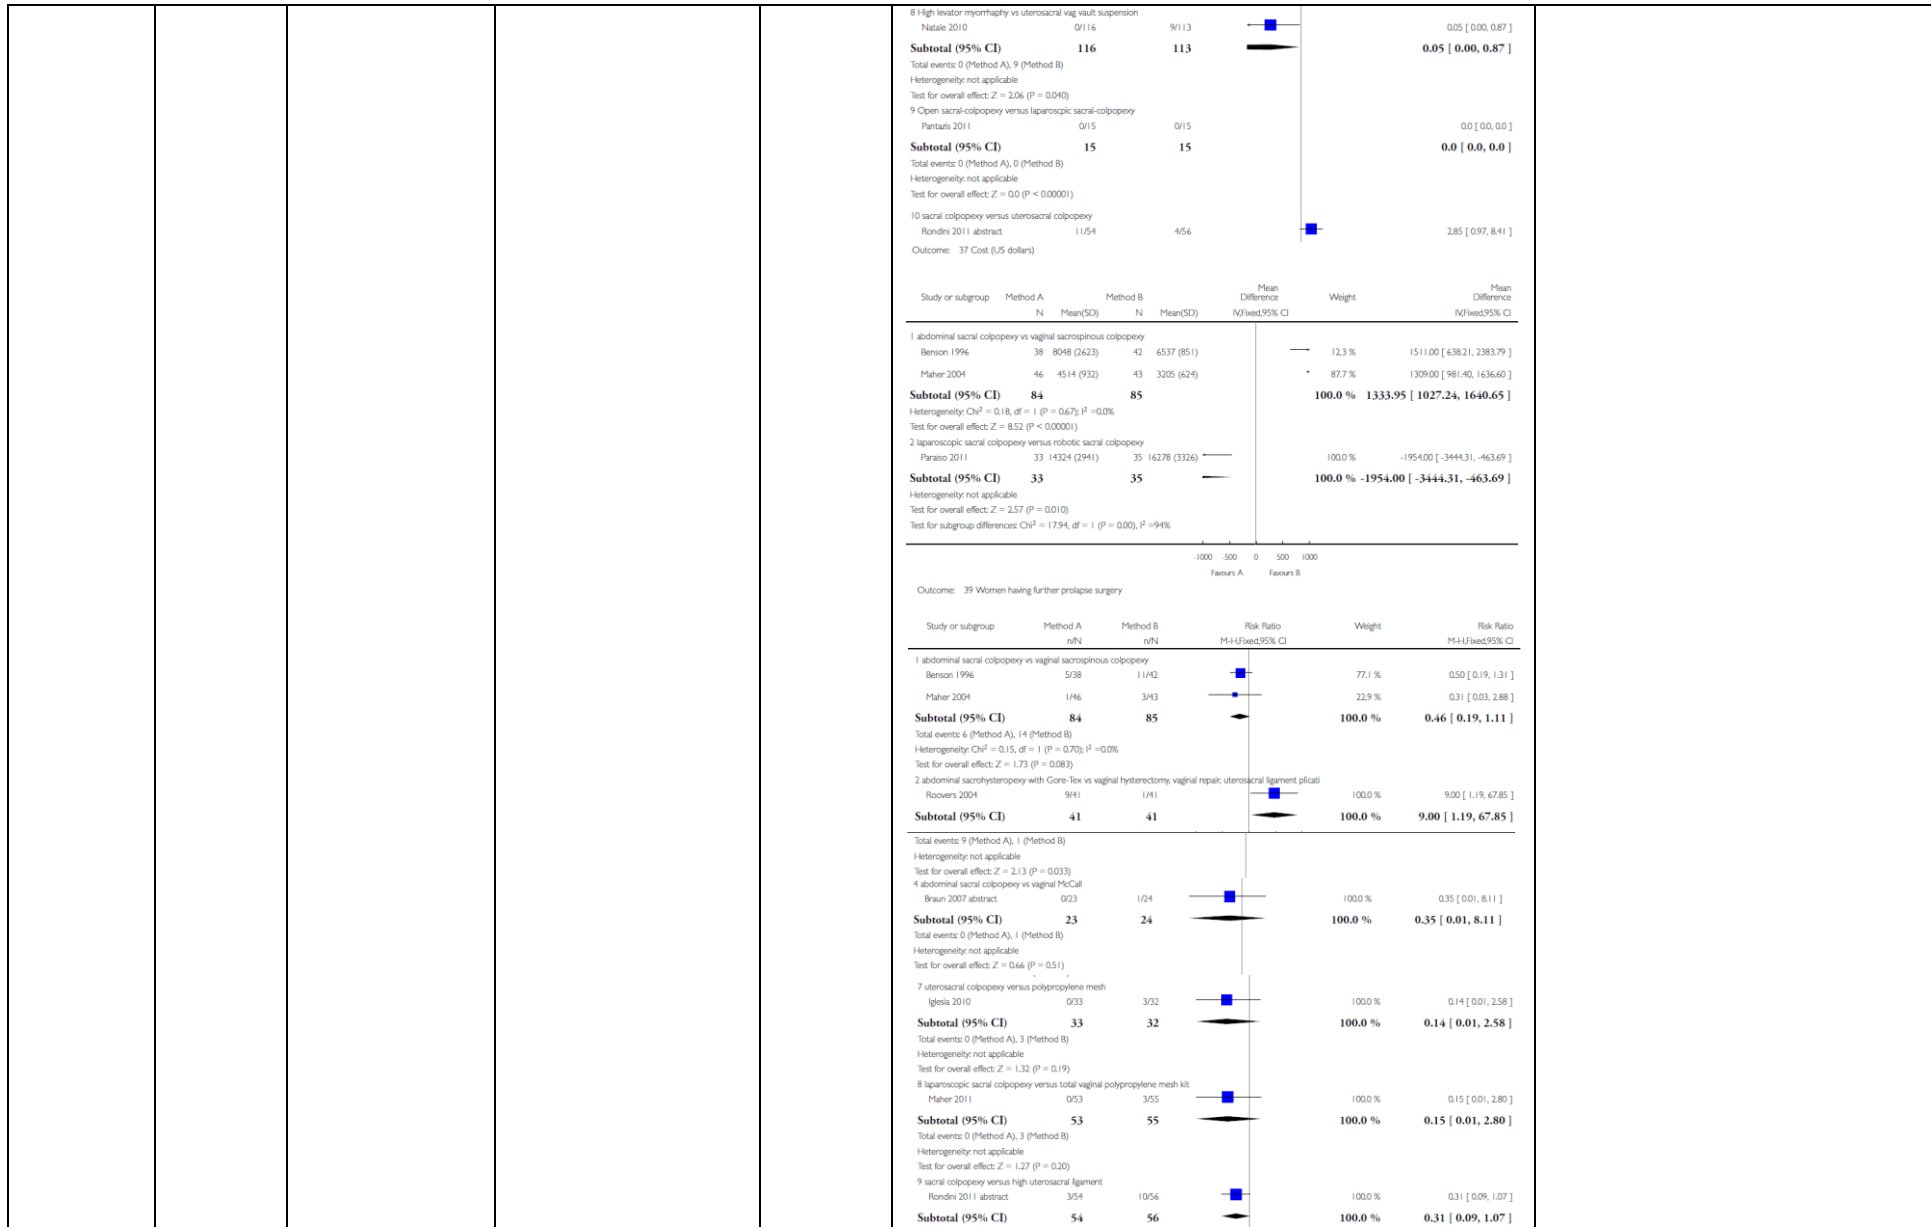 8 High levator myorrhaphy vs uterosacral vag vault suspension
Natale 2010 0/116 9/113 0.05 [ 0.00, 0.87 ]
Subtotal (95% CI) 116 113 0.05 [ 0.00, 0.87 ]
Total events: 0 (Method A), 9 (Method B)
Heterogeneity: not applicable
Test for overall effect: Z = 2.06 (P = 0.040)
9 Open sacral-colpopexy versus laparoscpic sacral-colpopexy
Pantazis 2011 0/15 0/15 0.0 [ 0.0, 0.0 ]
Subtotal (95% CI) 15 15 0.0 [ 0.0, 0.0 ]
Total events: 0 (Method A), 0 (Method B)
Heterogeneity: not applicable
Test for overall effect: Z = 0.0 (P < 0.00001)
10 sacral colpopexy versus uterosacral colpopexy
Rondini 2011 abstract 11/54 4/56 2.85 [ 0.97, 8.41 ]
Outcome: 37 Cost (US dollars)
Mean Mean
Study or subgroup Method A Method B Difference Weight Difference
N Mean(SD) N Mean(SD) IV,Fixed,95% CI IV,Fixed,95% CI
1 abdominal sacral colpopexy vs vaginal sacrospinous colpopexy
Benson 1996 38 8048 (2623) 42 6537 (851) 12.3 % 1511.00 [ 638.21, 2383.79 ]
Maher 2004 46 4514 (932) 43 3205 (624) 87.7 % 1309.00 [ 981.40, 1636.60 ]
Subtotal (95% CI) 84 85 100.0 % 1333.95 [ 1027.24, 1640.65 ]
Heterogeneity: Chi² = 0.18, df = 1 (P = 0.67); I² =0.0%
Test for overall effect: Z = 8.52 (P < 0.00001)
2 laparoscopic sacral colpopexy versus robotic sacral colpopexy
Paraiso 2011 33 14324 (2941) 35 16278 (3326) 100.0 % -1954.00 [ -3444.31, -463.69 ]
Subtotal (95% CI) 33 35 100.0 % -1954.00 [ -3444.31, -463.69 ]
Heterogeneity: not applicable
Test for overall effect: Z = 2.57 (P = 0.010)
Test for subgroup differences: Chi² = 17.94, df = 1 (P = 0.00), I² =94%
-1000 -500 0 500 1000
Favours A Favours B
Outcome: 39 Women having further prolapse surgery
Study or subgroup Method A Method B Risk Ratio Weight Risk Ratio
n/N n/N M-H,Fixed,95% CI M-H,Fixed,95% CI
1 abdominal sacral colpopexy vs vaginal sacrospinous colpopexy
Benson 1996 5/38 11/42 77.1 % 0.50 [ 0.19, 1.31 ]
Maher 2004 1/46 3/43 22.9 % 0.31 [ 0.03, 2.88 ]
Subtotal (95% CI) 84 85 100.0 % 0.46 [ 0.19, 1.11 ]
Total events: 6 (Method A), 14 (Method B)
Heterogeneity: Chi² = 0.15, df = 1 (P = 0.70); I² =0.0%
Test for overall effect: Z = 1.73 (P = 0.083)
2 abdominal sacrohysteropexy with Gore-Tex vs vaginal hysterectomy, vaginal repair, uterosacral ligament plicati
Roovers 2004 9/41 1/41 100.0 % 9.00 [ 1.19, 67.85 ]
Subtotal (95% CI) 41 41 100.0 % 9.00 [ 1.19, 67.85 ]
Total events: 9 (Method A), 1 (Method B)
Heterogeneity: not applicable
Test for overall effect: Z = 2.13 (P = 0.033)
4 abdominal sacral colpopexy vs vaginal McCall
Braun 2007 abstract 0/23 1/24 100.0 % 0.35 [ 0.01, 8.11 ]
Subtotal (95% CI) 23 24 100.0 % 0.35 [ 0.01, 8.11 ]
Total events: 0 (Method A), 1 (Method B)
Heterogeneity: not applicable
Test for overall effect: Z = 0.66 (P = 0.51)
7 uterosacral colpopexy versus polypropylene mesh
Iglesia 2010 0/33 3/32 100.0 % 0.14 [ 0.01, 2.58 ]
Subtotal (95% CI) 33 32 100.0 % 0.14 [ 0.01, 2.58 ]
Total events: 0 (Method A), 3 (Method B)
Heterogeneity: not applicable
Test for overall effect: Z = 1.32 (P = 0.19)
8 laparoscopic sacral colpopexy versus total vaginal polypropylene mesh kit
Maher 2011 0/53 3/55 100.0 % 0.15 [ 0.01, 2.80 ]
Subtotal (95% CI) 53 55 100.0 % 0.15 [ 0.01, 2.80 ]
Total events: 0 (Method A), 3 (Method B)
Heterogeneity: not applicable
Test for overall effect: Z = 1.27 (P = 0.20)
9 sacral colpopexy versus high uterosacral ligament
Rondini 2011 abstract 3/54 10/56 100.0 % 0.31 [ 0.09, 1.07 ]
Subtotal (95% CI) 54 56 100.0 % 0.31 [ 0.09, 1.07 ]